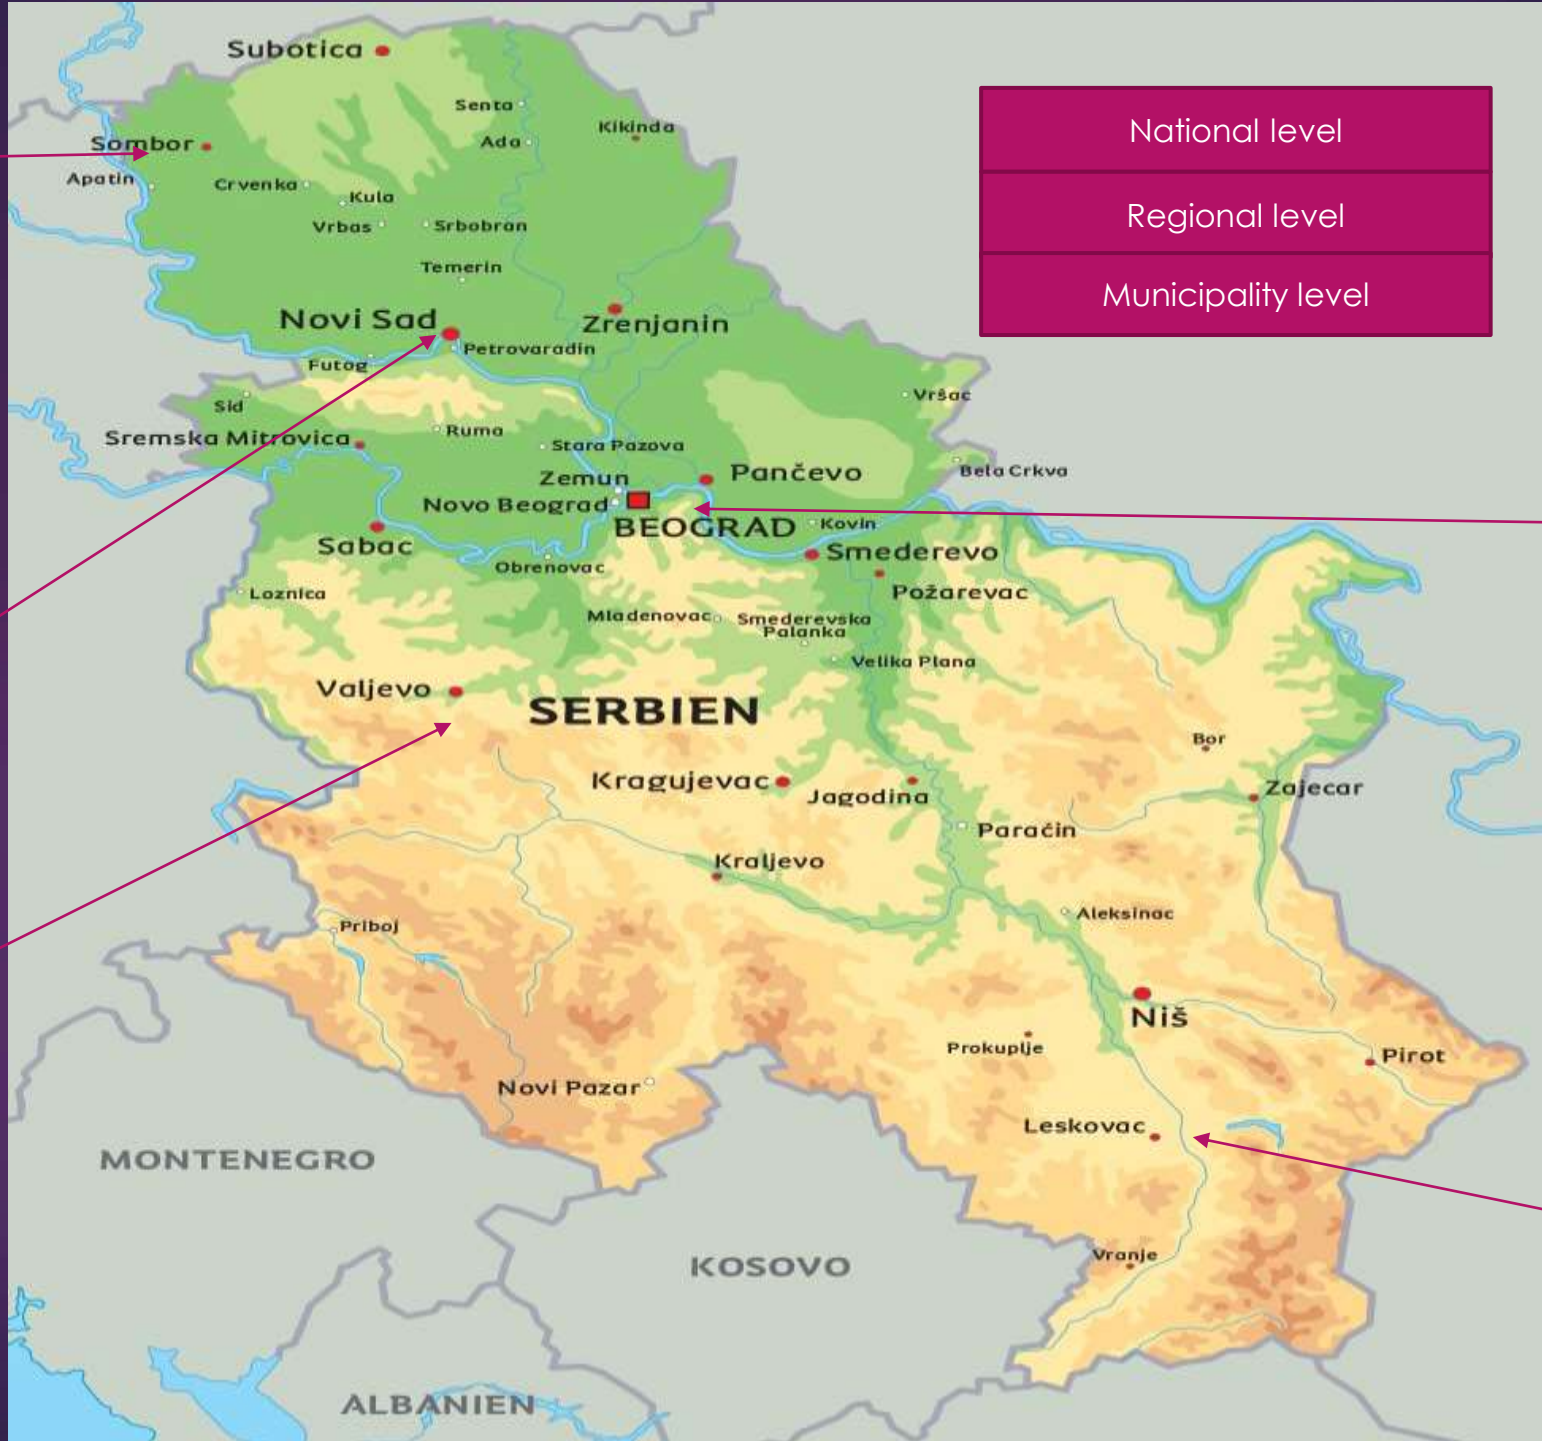 Subotica
Senta
Kikinda
Ada
Sombor
Apatin
Crvenka
Kula
Vrbas
Srbobran
Temerin
National level
Regional level
Municipality level
Novi Sad
Zrenjanin
Petrovaradin
Futog
Sid
Vršac
Sremska Mitrovica
Ruma
Stara Pazova
Zemun
Pančevo
Bela Crkva
Novo Beograd
BEOGRAD
Kovin
Sabac
Smederevo
Obrenovac
Loznica
Požarevac
Mladenovac
Smederevska
Palanka
Velika Plana
Valjevo
SERBIEN
Bor
Kragujevac
Jagodina
Zajecar
Paraćin
Kraljevo
Aleksinac
Priboj
Niš
Prokuplje
Pirot
Novi Pazar
Leskovac
MONTENEGRO
Vranje
KOSOVO
ALBANIEN